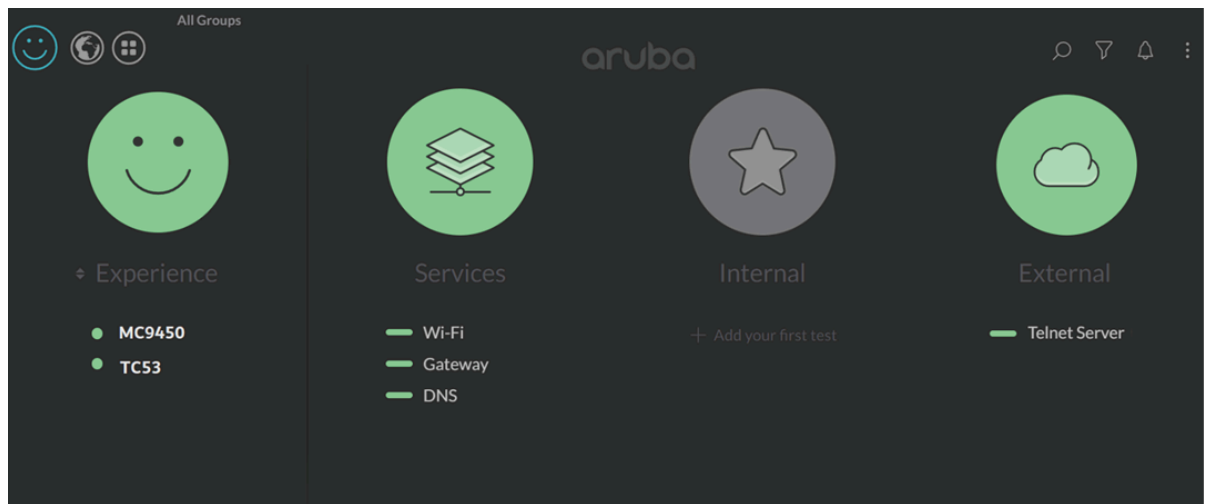 All Groups
aruba
Experience
MC9450
TC53
Services
Wi-Fi
Gateway
DNS
Internal
+ Add your first test
External
Telnet Server